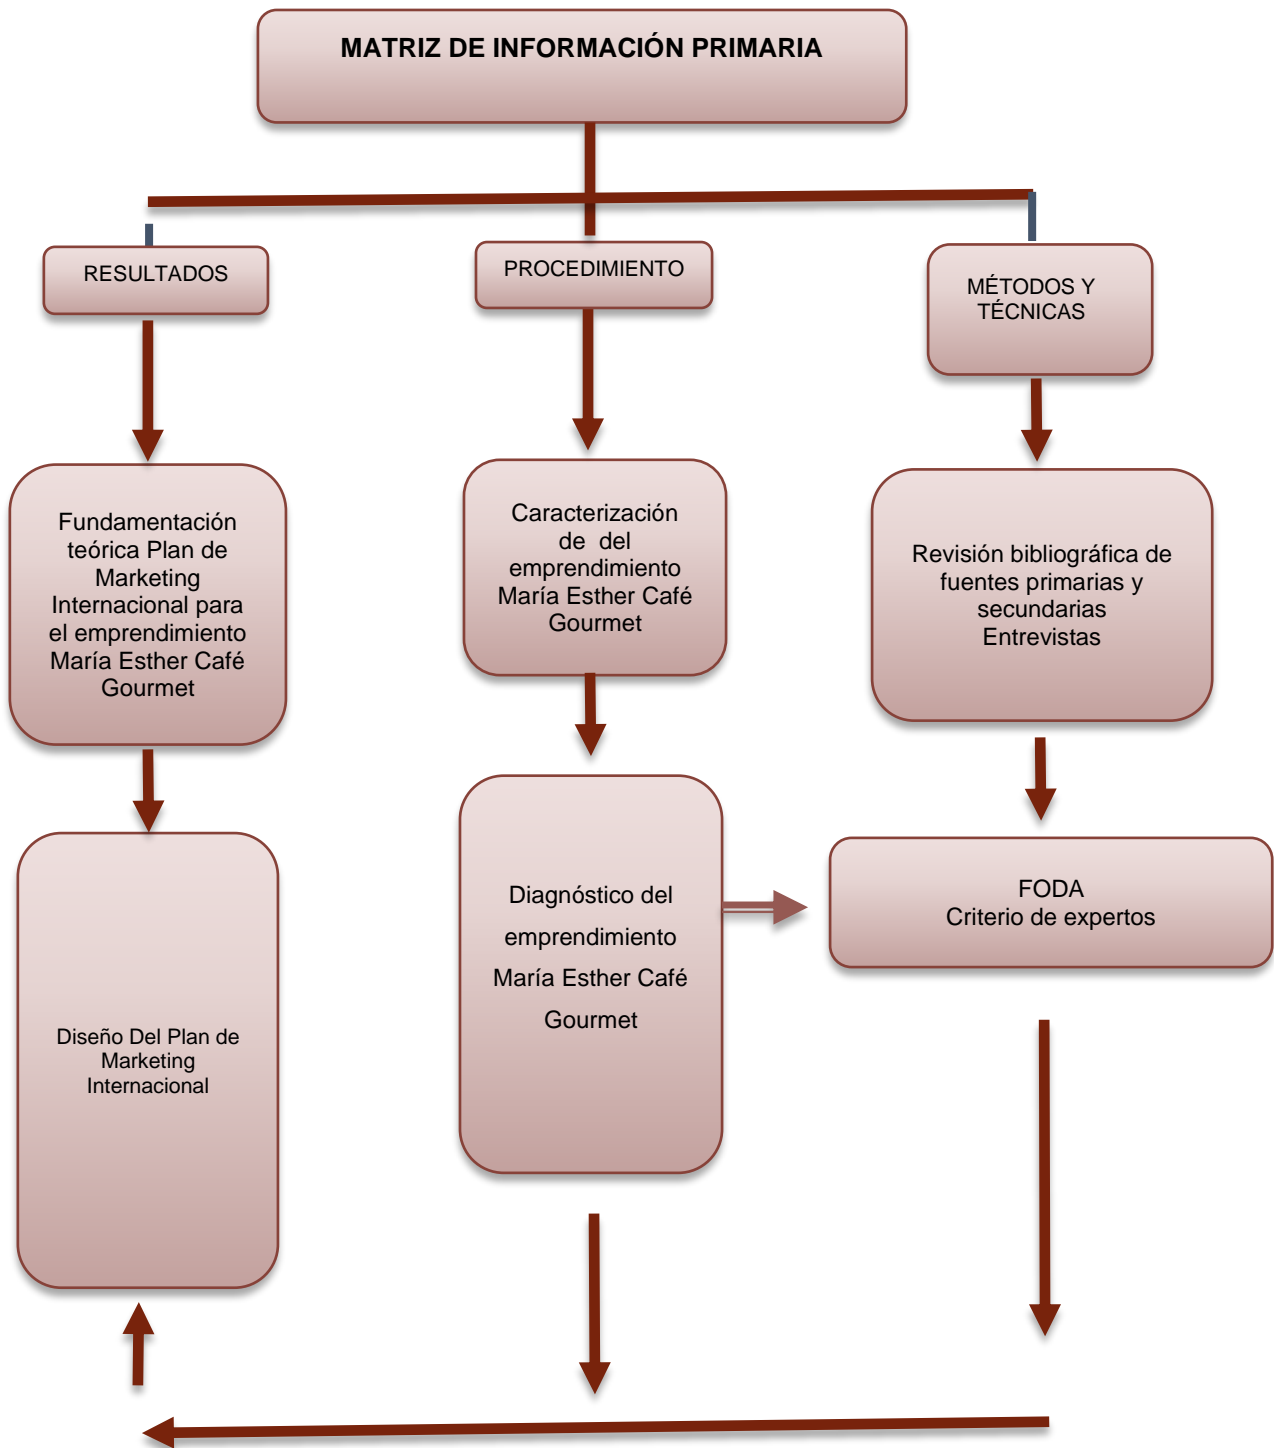 MATRIZ DE INFORMACIÓN PRIMARIA
RESULTADOS
PROCEDIMIENTO
MÉTODOS Y
TÉCNICAS
Fundamentación
teórica Plan de
Marketing
Internacional para
el emprendimiento
María Esther Café
Gourmet
Caracterización
de  del
emprendimiento
María Esther Café
Gourmet
Revisión bibliográfica de
fuentes primarias y
secundarias
Entrevistas
Diseño Del Plan de
Marketing
Internacional
Diagnóstico del
emprendimiento
María Esther Café
Gourmet
FODA
Criterio de expertos